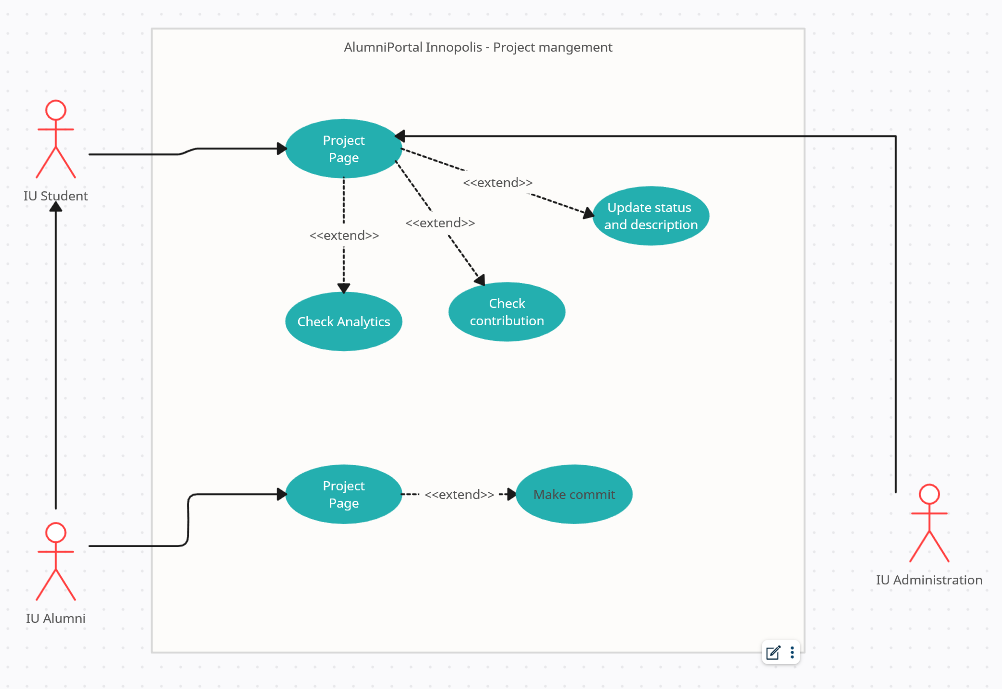 AlumniPortal Innopolis - Project mangement
Project
Page
<<extend>>
Update status
and description
IU Student
<<extend>>
<<extend>>
Check Analytics
Check
contribution
Project
Page
<<extend>>
Make commit
IU Administration
IU Alumni